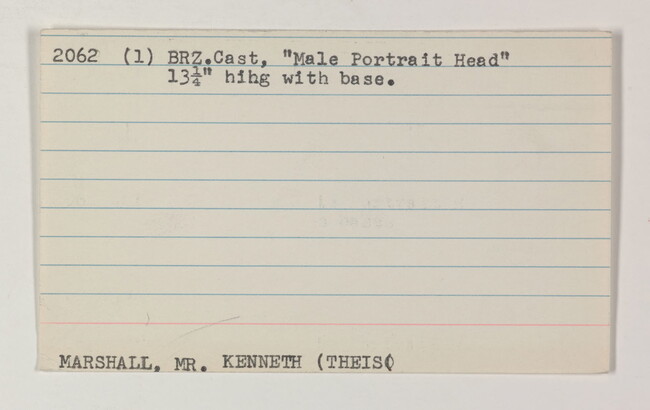 2062 (1) BRZ.Cast, "Male Portrait Head"
13¼" hihg with base.
MARSHALL, MR. KENNETH (THEIS(